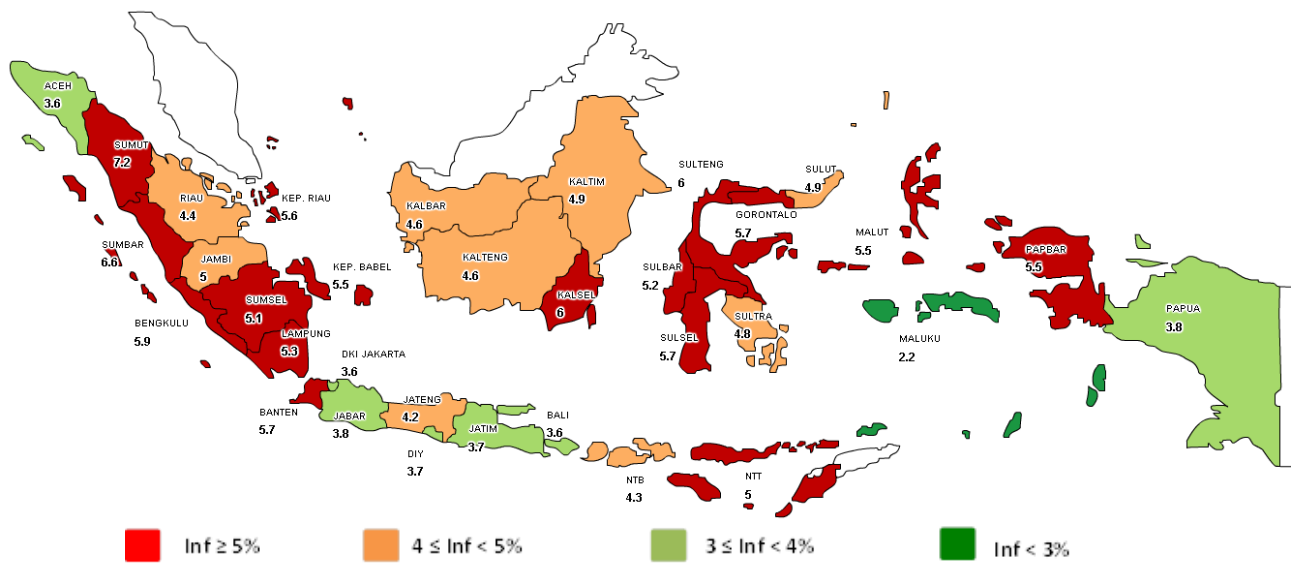 ACEH
3.6
SUMUT
7.2
RIAU
4.4
KEP. RIAU
5.6
SUMBAR
6.6
JAMBI
5
KEP. BABEL
5.5
SUMSEL
5.1
BENGKULU
5.9
LAMPUNG
5.3
DKI JAKARTA
3.6
BANTEN
5.7
JABAR
3.8
JATENG
4.2
DIY
3.7
JATIM
3.7
BALI
3.6
NTB
4.3
NTT
5
KALBAR
4.6
KALTENG
4.6
KALTIM
4.9
KALSEL
6
SULTENG
6
SULUT
4.9
GORONTALO
5.7
SULBAR
5.2
SULSEL
5.7
SULTRA
4.8
MALUT
5.5
MALUKU
2.2
PAPBAR
5.5
PAPUA
3.8
Inf ≥ 5%
4 ≤ Inf < 5%
3 ≤ Inf < 4%
Inf < 3%